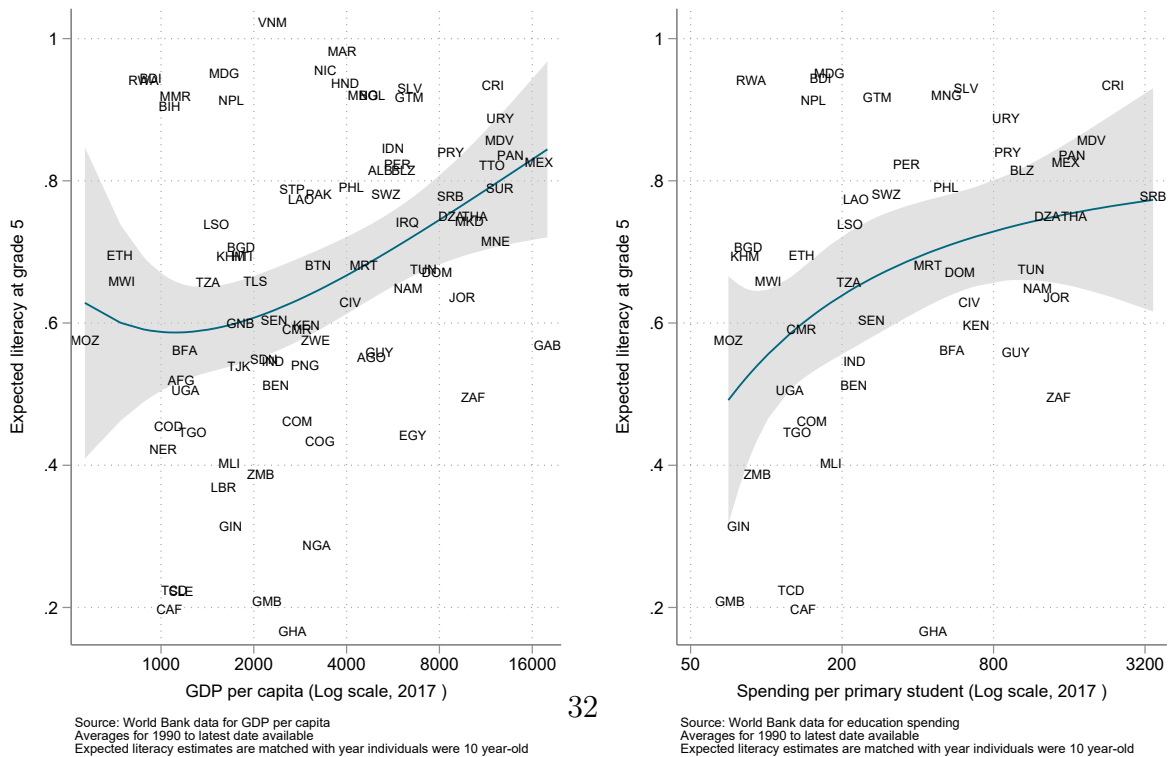 Expected literacy at grade 5
1
.8
.6
.4
.2
VNM
MAR
NIC
RWA
BDI
MDG
HND
CRI
SLV
MMR
BIH
NPL
MNG
NGL
GTM
URY
MDV
IDN
PRY
PAN
PER
TTO
MEX
ALB
BLZ
STP
LAO
PAK
PHL
SWZ
SRB
SUR
LSO
IRQ
DZA
THA
MKD
MNE
BGD
ETH
KHM
BTN
MRT
TUN
DOM
MWI
TZA
TLS
NAM
JOR
CIV
GNB
SEN
KEN
CMR
MOZ
ZWE
GAB
BFA
GUY
AGO
TJK
SDN
IND
PNG
AFG
UGA
BEN
ZAF
COM
COD
TGO
COG
EGY
NER
MLI
ZMB
LBR
GIN
NGA
TCD
SLE
CAF
GMB
GHA
1000 2000 4000 8000 16000
GDP per capita (Log scale, 2017 )
Source: World Bank data for GDP per capita
Averages for 1990 to latest date available
Expected literacy estimates are matched with year individuals were 10 year-old
32
Expected literacy at grade 5
1
.8
.6
.4
.2
RWA
BDI
MDG
CRI
SLV
MNG
GTM
NPL
URY
MDV
PRY
PAN
MEX
PER
BLZ
PHL
SWZ
LAO
SRB
LSO
DZA
THA
BGD
KHM
ETH
MRT
TUN
DOM
MWI
TZA
NAM
JOR
CIV
SEN
KEN
CMR
MOZ
BFA
GUY
IND
BEN
UGA
ZAF
COM
TGO
MLI
ZMB
GIN
TCD
GMB
CAF
GHA
50 200 800 3200
Spending per primary student (Log scale, 2017 )
Source: World Bank data for education spending
Averages for 1990 to latest date available
Expected literacy estimates are matched with year individuals were 10 year-old